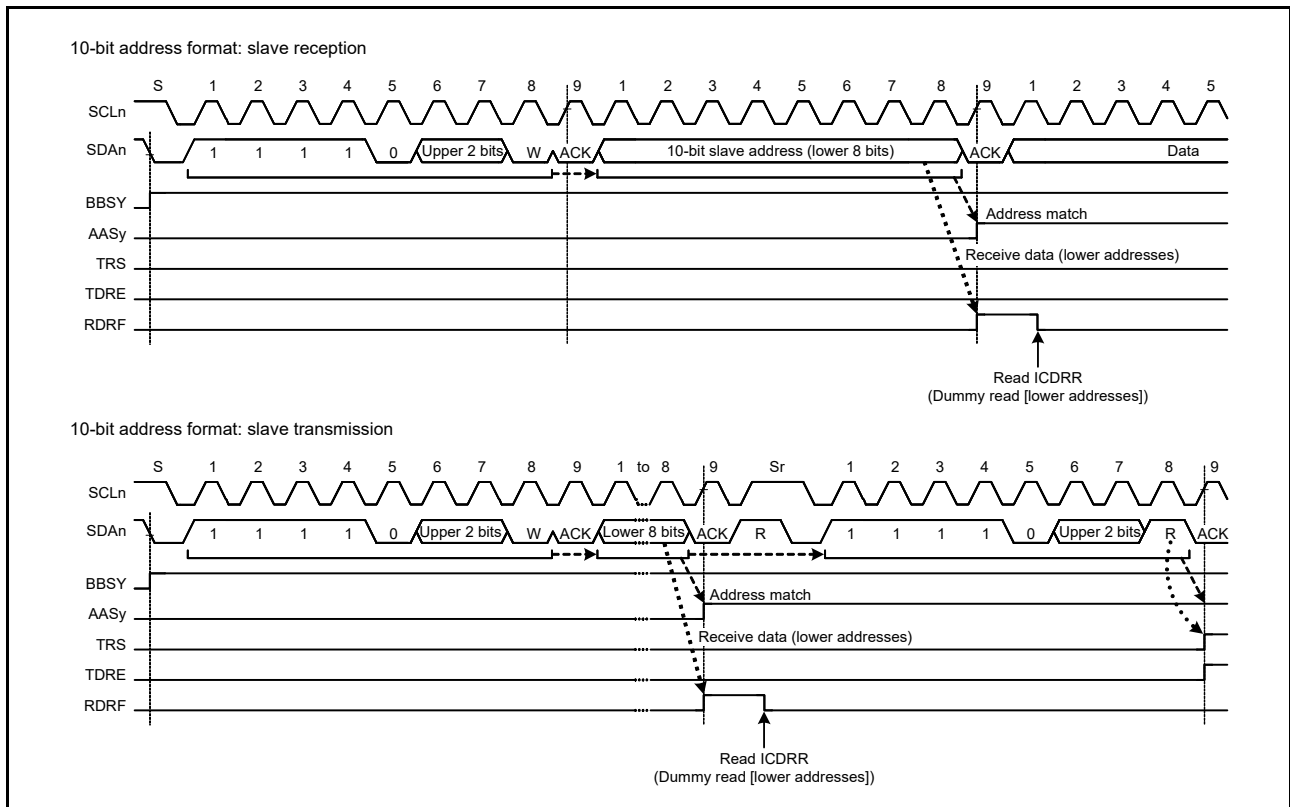 10-bit address format: slave reception
S 1 2 3 4 5 6 7 8 9 1 2 3 4 5 6 7 8 9 1 2 3 4 5
SCLn
SDAn 1 1 1 1 0 Upper 2 bits W ACK 10-bit slave address (lower 8 bits) ACK Data
BBSY
Address match
AASy
TRS
Receive data (lower addresses)
TDRE
RDRF
Read ICDRR
(Dummy read [lower addresses])
10-bit address format: slave transmission
S 1 2 3 4 5 6 7 8 9 1 to 8 9 Sr 1 2 3 4 5 6 7 8 9
SCLn
SDAn 1 1 1 1 0 Upper 2 bits W ACK Lower 8 bits ACK R 1 1 1 1 0 Upper 2 bits R ACK
BBSY
Address match
AASy
Receive data (lower addresses)
TRS
TDRE
RDRF
Read ICDRR
(Dummy read [lower addresses])